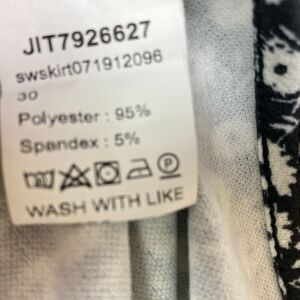 JIT7926627
swskirt071912096
30
Polyester : 95%
Spandex : 5%
WASH WITH LIKE